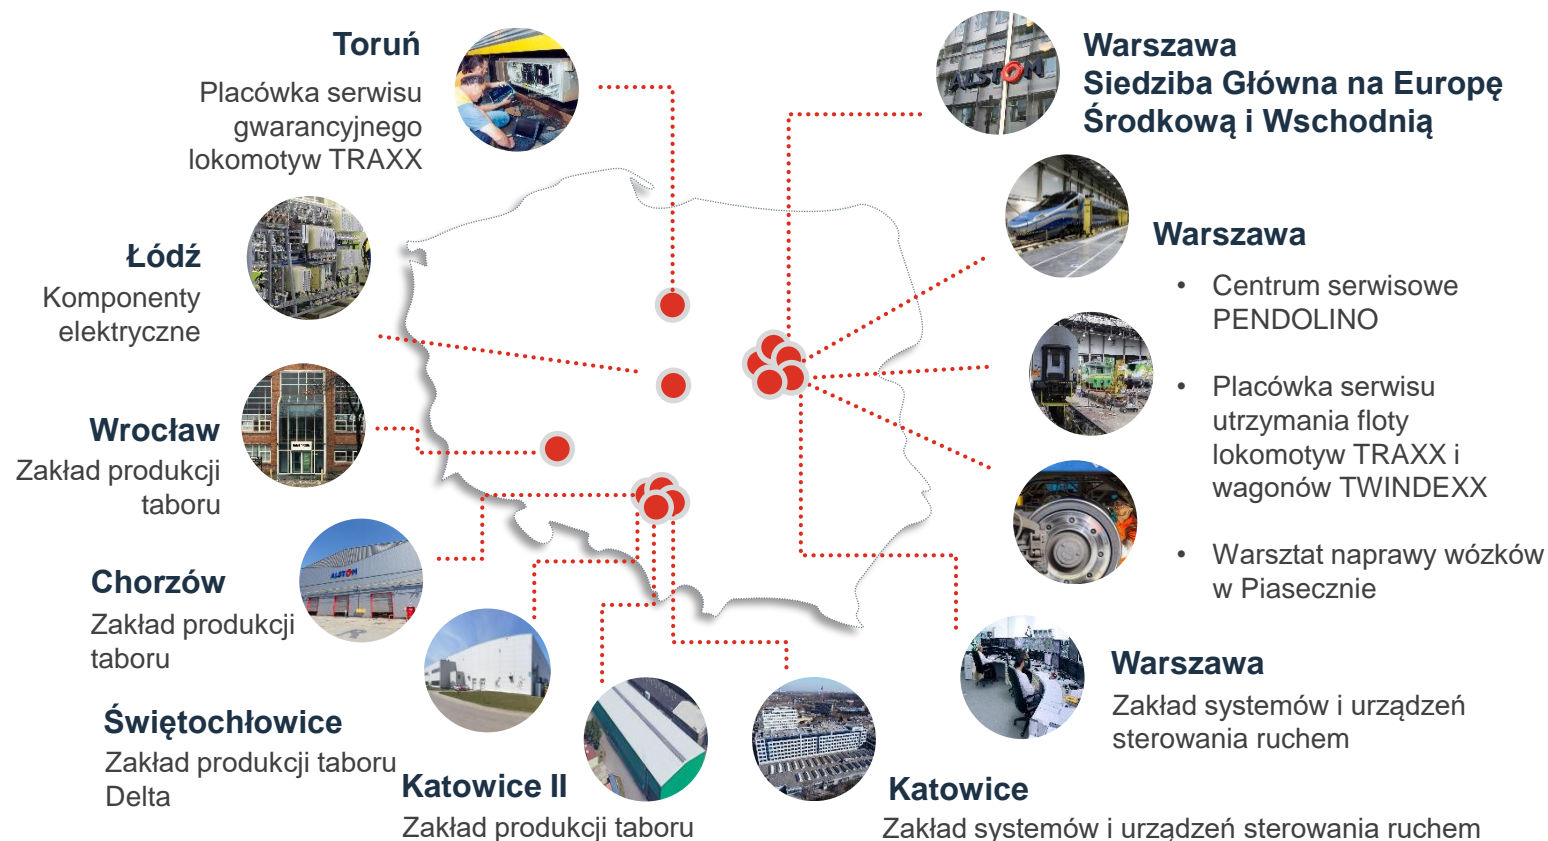 Toruń
Placówka serwisu
gwarancyjnego
lokomotyw TRAXX
ALSTOM
Warszawa
Siedziba Główna na Europę
Środkową i Wschodnią
Łódź
Komponenty
elektryczne
Warszawa
• Centrum serwisowe
PENDOLINO
• Placówka serwisu
utrzymania floty
lokomotyw TRAXX i
wagonów TWINDEXX
• Warsztat naprawy wózków
w Piasecznie
Wrocław
Zakład produkcji
taboru
ALSTOM
Chorzów
Zakład produkcji
taboru
Świętochłowice
Zakład produkcji taboru
Delta
Katowice II
Zakład produkcji taboru
Katowice
Zakład systemów i urządzeń sterowania ruchem
Warszawa
Zakład systemów i urządzeń
sterowania ruchem